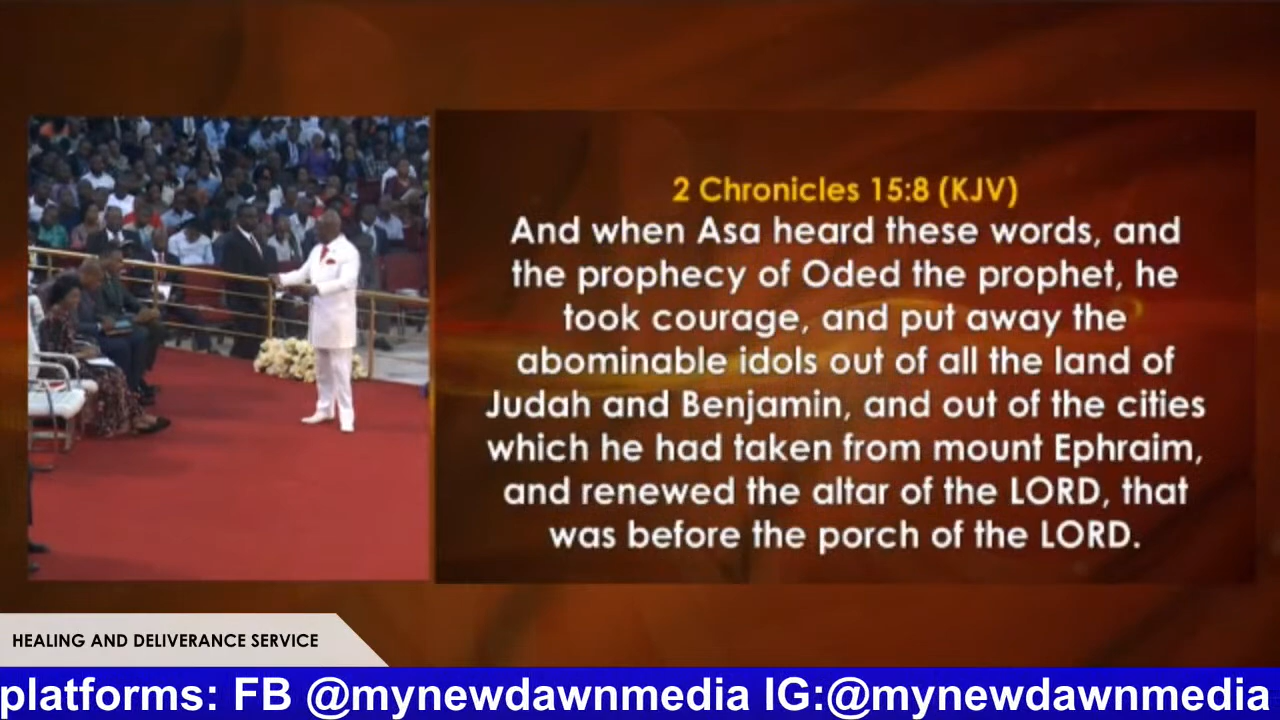 2 Chronicles 15:8 (KJV)
And when Asa heard these words, and
the prophecy of Oded the prophet, he
took courage, and put away the
abominable idols out of all the land of
Judah and Benjamin, and out of the cities
which he had taken from mount Ephraim,
and renewed the altar of the LORD, that
was before the porch of the LORD.
HEALING AND DELIVERANCE SERVICE
platforms: FB @mynewdawnmedia IG:@mynewdawnmedia